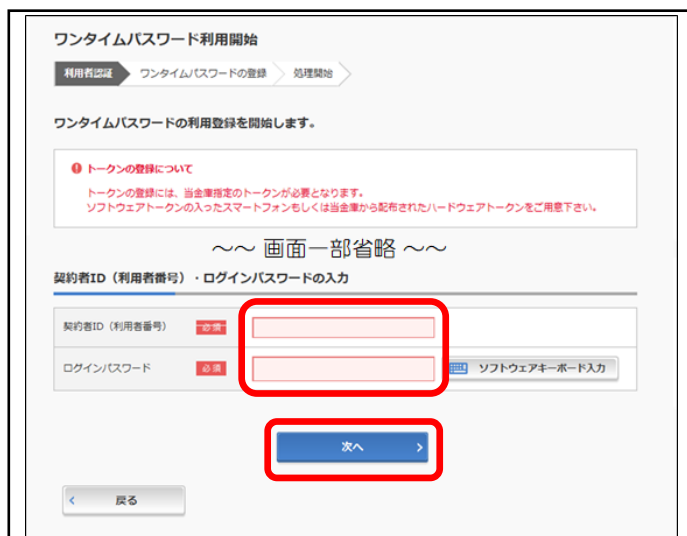 ワンタイムパスワード利用開始
利用者認証 ワンタイムパスワードの登録 処理開始
ワンタイムパスワードの利用登録を開始します。
トークンの登録について
トークンの登録には、当金庫指定のトークンが必要となります。
ソフトウェアトークンの入ったスマートフォンもしくは当金庫から配布されたハードウェアトークンをご用意下さい。
～～ 画面一部省略 ～～
契約者ID（利用者番号）・ログインパスワードの入力
契約者ID（利用者番号） 必須
ログインパスワード 必須 ソフトウェアキーボード入力
次へ
戻る